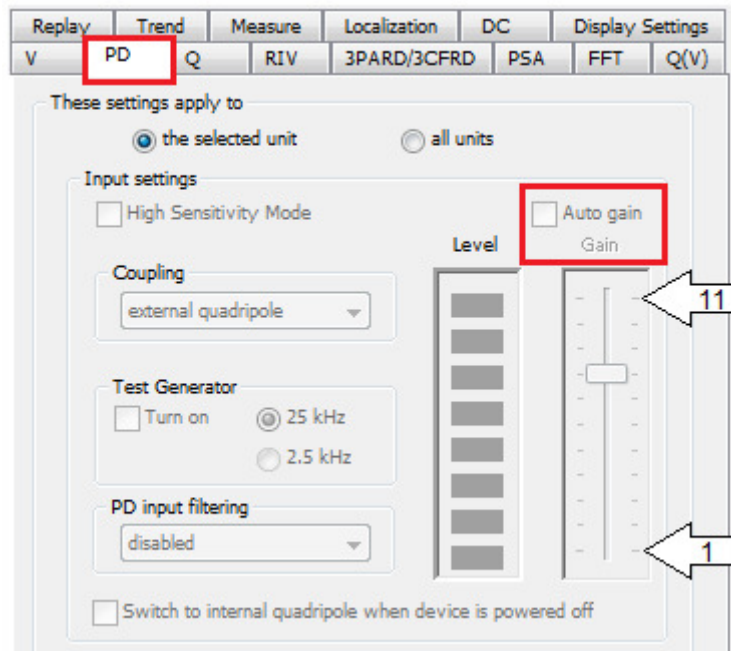 Replay Trend Measure Localization DC Display Settings
V PD Q RIV 3PARD/3CFRD PSA FFT Q(V)
These settings apply to
the selected unit all units
Input settings
High Sensitivity Mode Auto gain
Level Gain
Coupling
external quadripole
11
Test Generator
Turn on 25 kHz
2.5 kHz
PD input filtering
disabled
1
Switch to internal quadripole when device is powered off